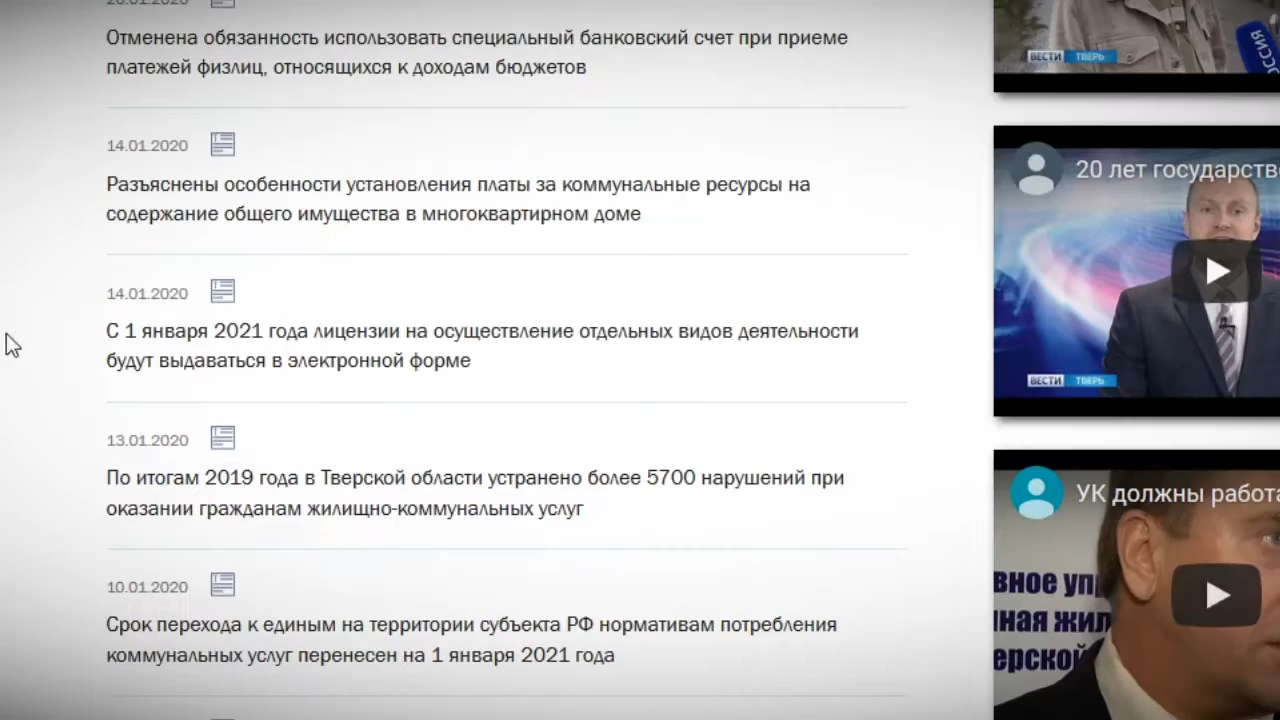 Отменена обязанность использовать специальный банковский счет при приеме
платежей физлиц, относящихся к доходам бюджетов
14.01.2020
Разъяснены особенности установления платы за коммунальные ресурсы на
содержание общего имущества в многоквартирном доме
14.01.2020
С 1 января 2021 года лицензии на осуществление отдельных видов деятельности
будут выдаваться в электронной форме
13.01.2020
По итогам 2019 года в Тверской области устранено более 5700 нарушений при
оказании гражданам жилищно-коммунальных услуг
10.01.2020
Срок перехода к единым на территории субъекта РФ нормативам потребления
коммунальных услуг перенесен на 1 января 2021 года
ВЕСТИ ТВЕРЬ
20 лет
ВЕСТИ ТВЕРЬ
УК должны